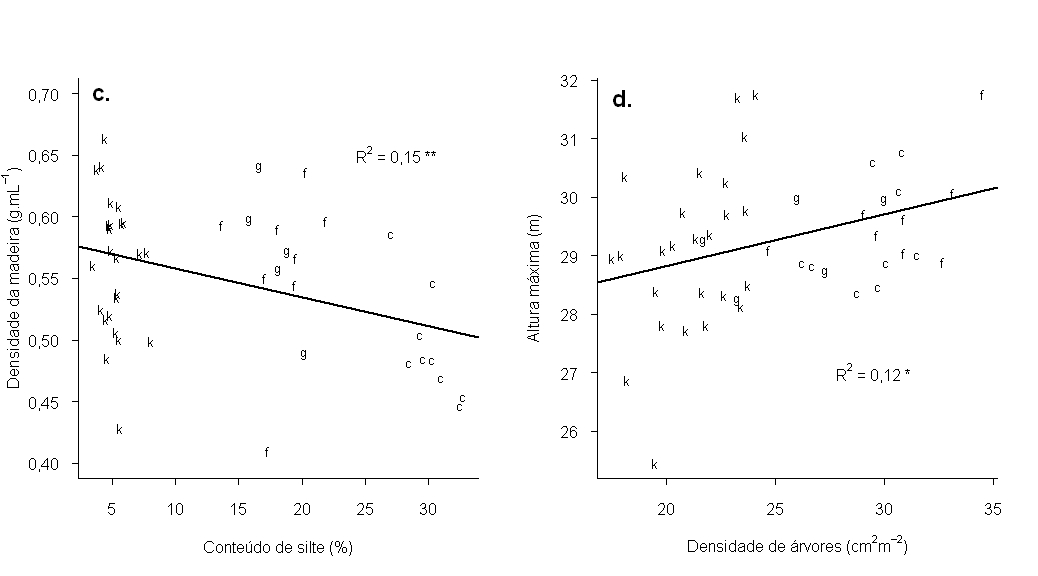 c.
R² = 0,15 **
0,70
0,65
0,60
0,55
0,50
0,45
0,40
Densidade da madeira (g.mL⁻¹)
5 10 15 20 25 30
Conteúdo de silte (%)
k k k k k k k k k k k k k k k k k k k k k k k k k
f f f f f f f f
g g g g g g
c c c c c c c c c c
d.
R² = 0,12 *
32
31
30
29
28
27
26
Altura máxima (m)
20 25 30 35
Densidade de árvores (cm²m⁻²)